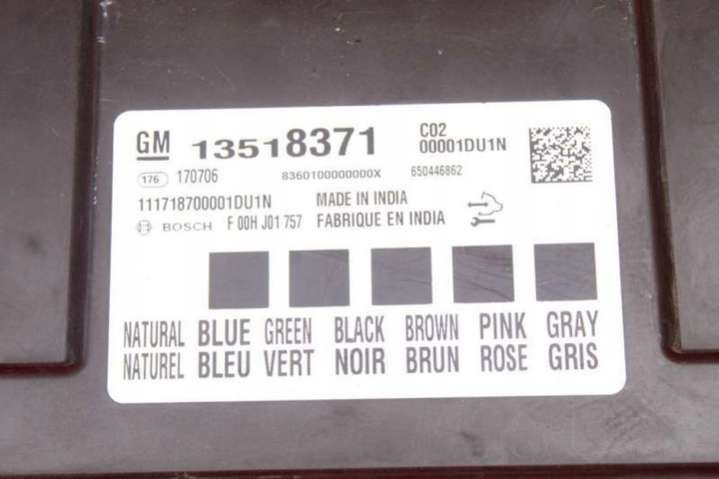 GM 13518371 C02
00001DU1N
176 170706 8360100000000X 650446862
111718700001DU1N MADE IN INDIA
BOSCH F 00H J01 757 FABRIQUE EN INDIA
NATURAL BLUE GREEN BLACK BROWN PINK GRAY
NATUREL BLEU VERT NOIR BRUN ROSE GRIS